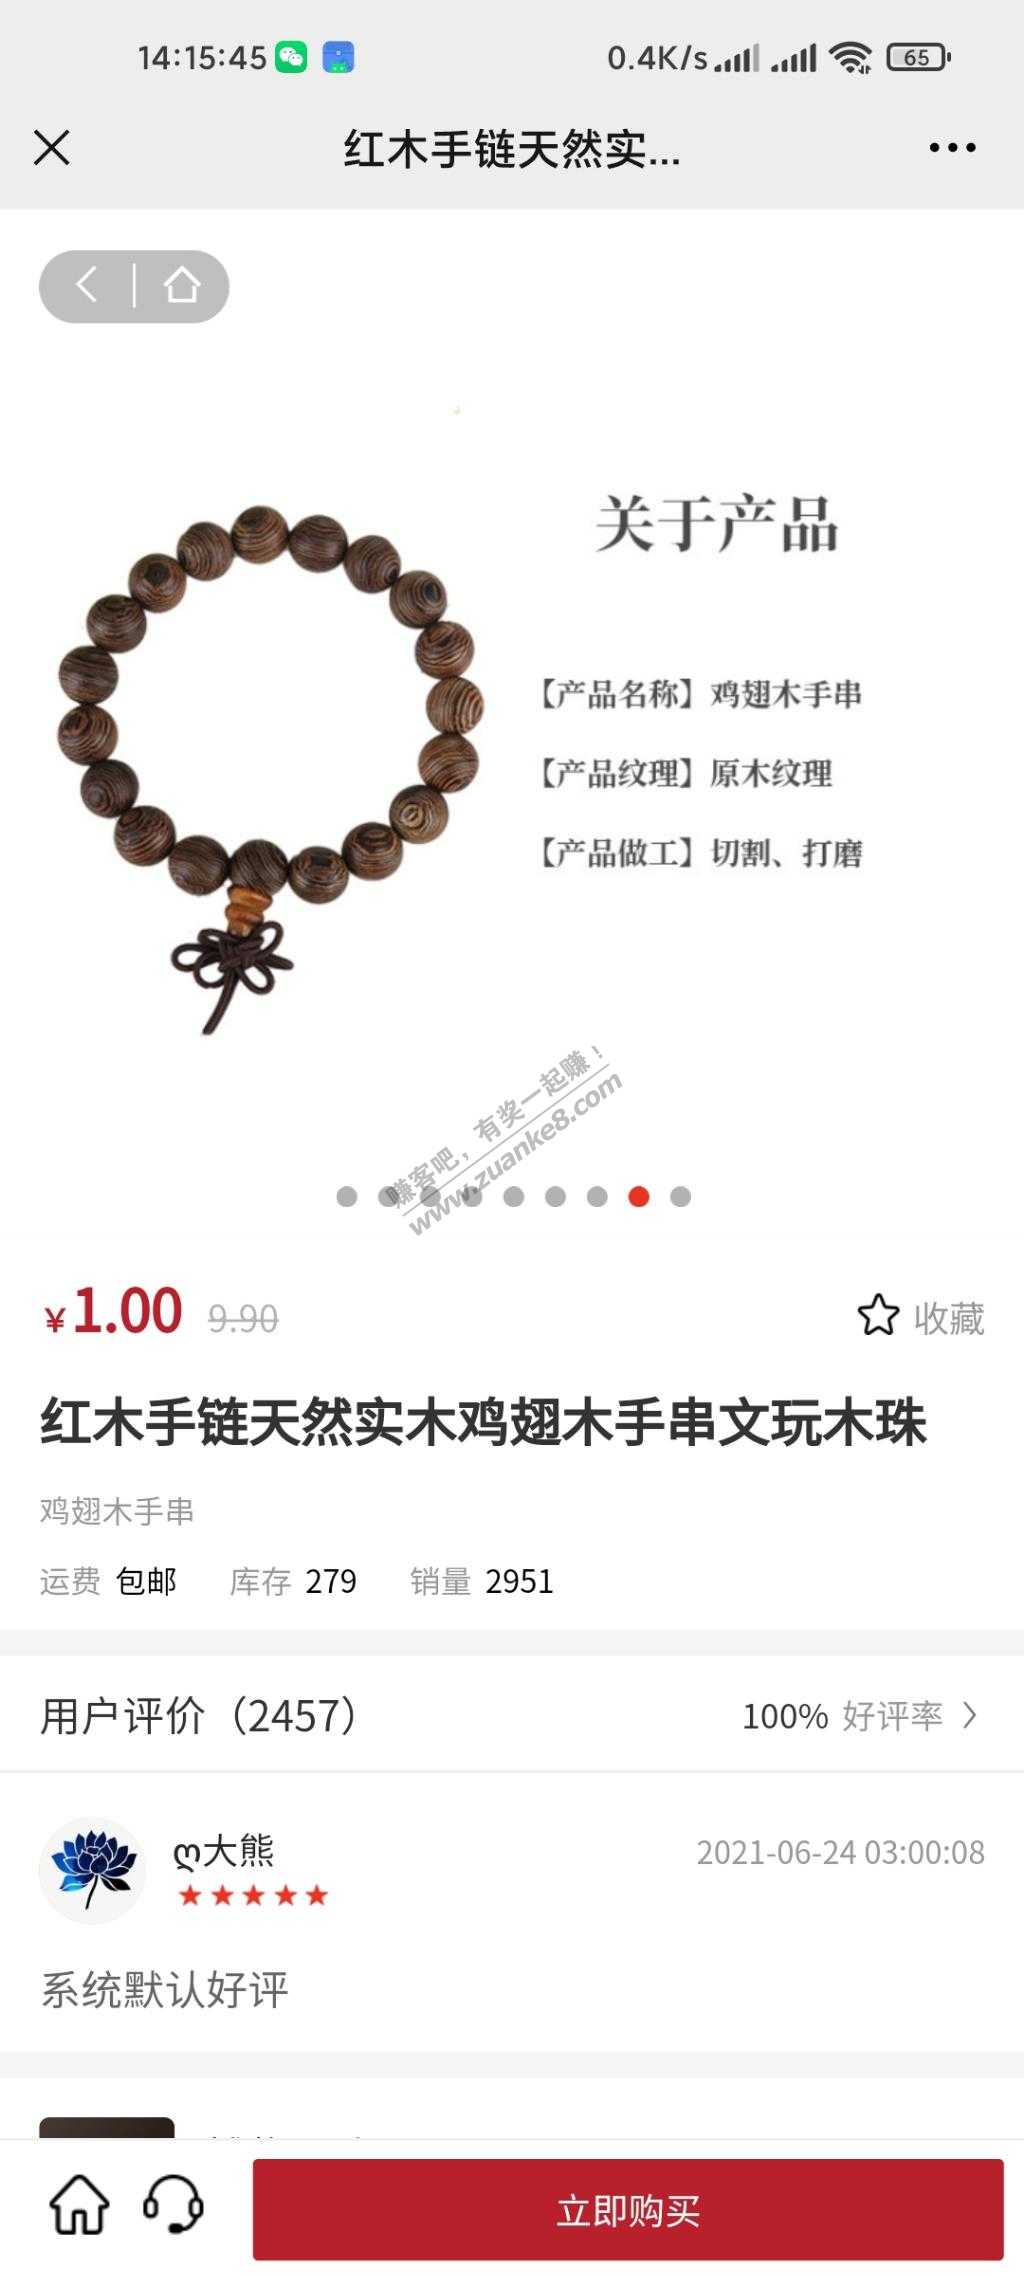 14:15:45
0.4K/s
65
红木手链天然实...
关于产品
【产品名称】鸡翅木手串
【产品纹理】原木纹理
【产品做工】切割、打磨
赚客吧，有奖一起赚！
www.zuanke8.com
¥1.00 9.90
收藏
红木手链天然实木鸡翅木手串文玩木珠
鸡翅木手串
运费 包邮 库存 279 销量 2951
用户评价（2457）
100% 好评率
ღ大熊
2021-06-24 03:00:08
系统默认好评
立即购买